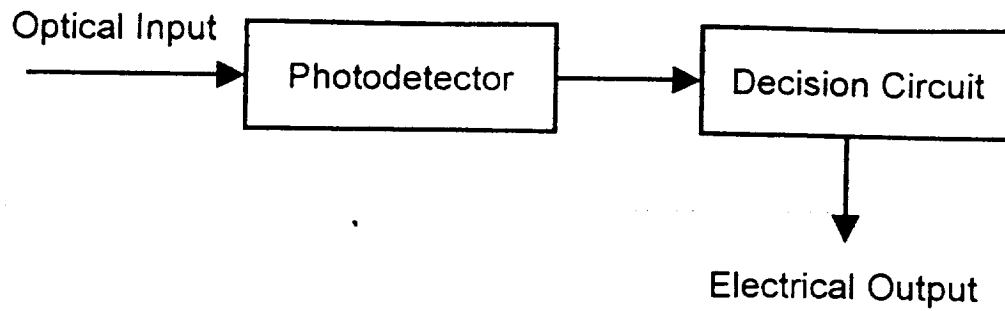 Optical Input
Photodetector
Decision Circuit
Electrical Output